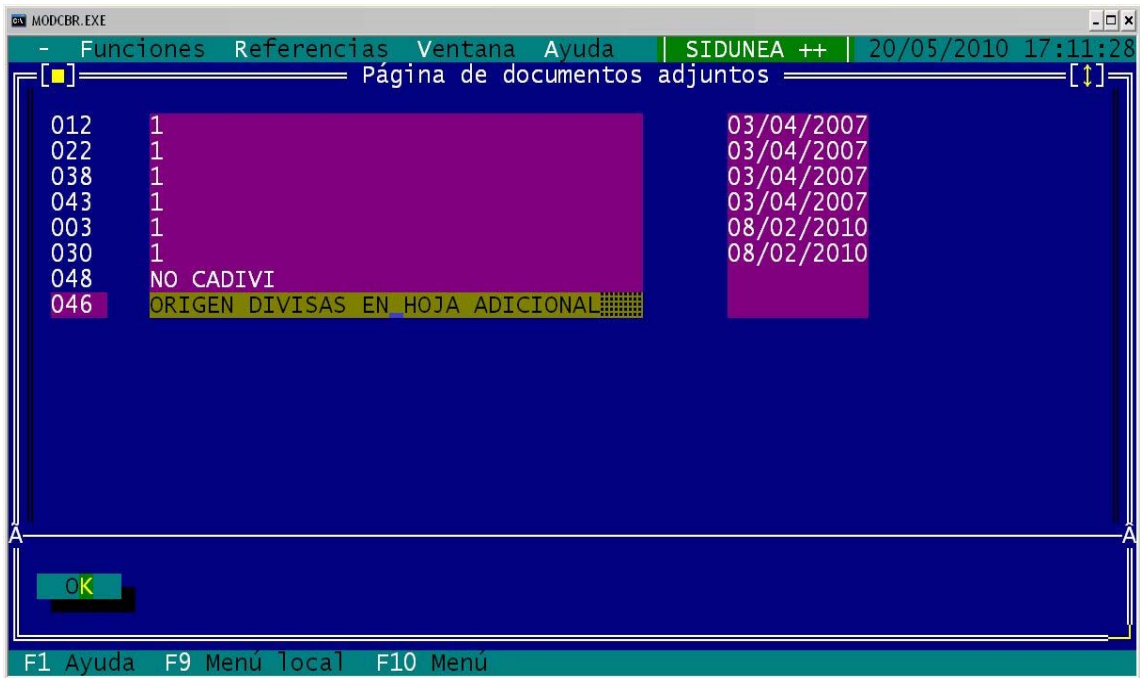 MODCBR.EXE
- Funciones Referencias Ventana Ayuda | SIDUNEA ++ | 20/05/2010 17:11:28
Página de documentos adjuntos
012 1 03/04/2007
022 1 03/04/2007
038 1 03/04/2007
043 1 03/04/2007
003 1 08/02/2010
030 1 08/02/2010
048 NO CADIVI
046 ORIGEN DIVISAS EN HOJA ADICIONAL
Ã Â
OK
F1 Ayuda F9 Menú local F10 Menú